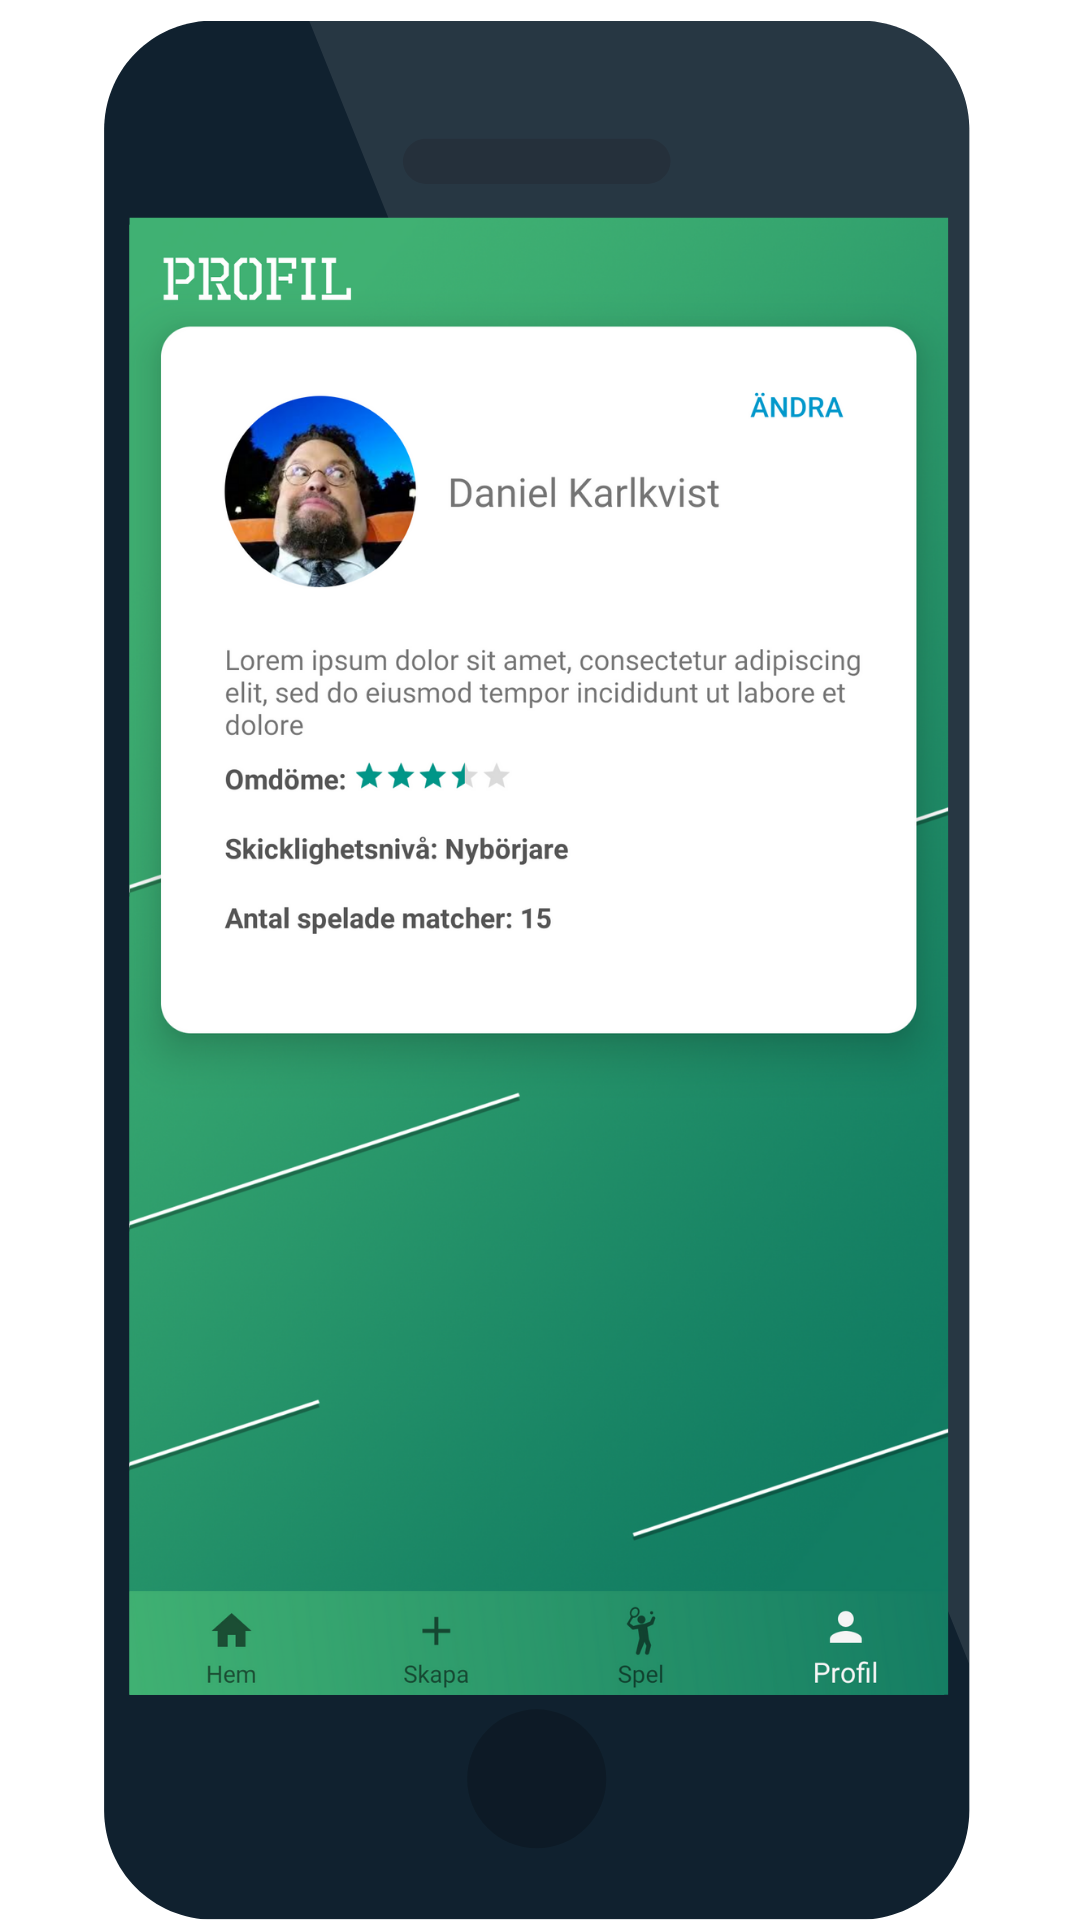 PROFIL
ÄNDRA
Daniel Karlkvist
Lorem ipsum dolor sit amet, consectetur adipiscing
elit, sed do eiusmod tempor incididunt ut labore et
dolore
Omdöme:
Skicklighetsnivå: Nybörjare
Antal spelade matcher: 15
Hem
Skapa
Spel
Profil